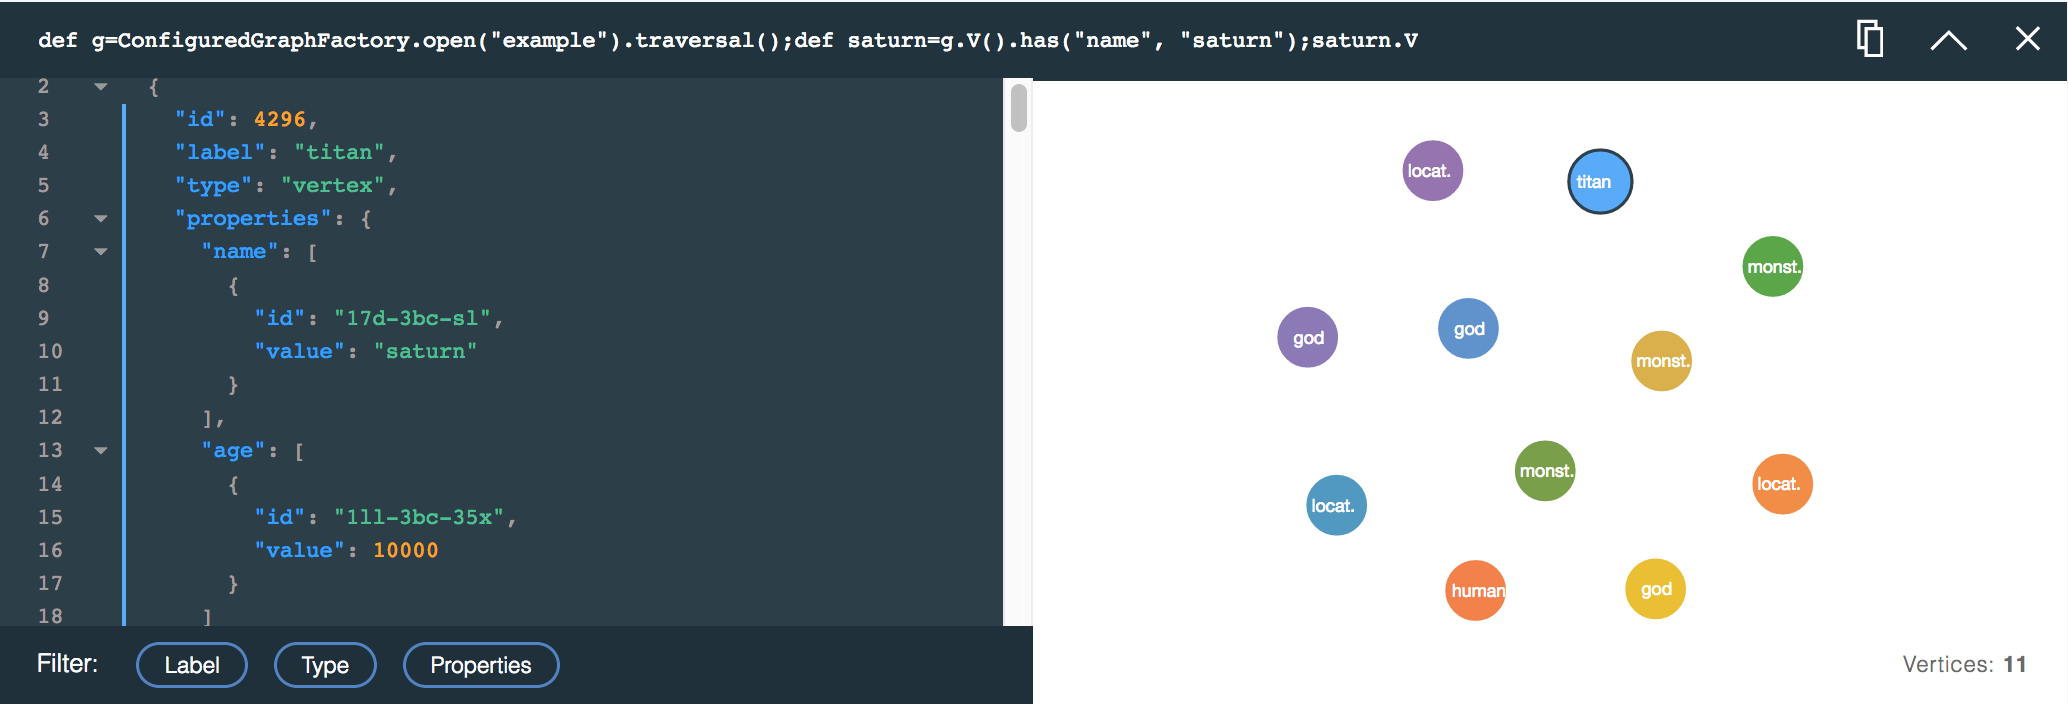 def g=ConfiguredGraphFactory.open("example").traversal();def saturn=g.V().has("name", "saturn");saturn.V
2 {
3 "id": 4296,
4 "label": "titan",
5 "type": "vertex",
6 "properties": {
7 "name": [
8 {
9 "id": "17d-3bc-sl",
10 "value": "saturn"
11 }
12 ],
13 "age": [
14 {
15 "id": "1ll-3bc-35x",
16 "value": 10000
17 }
18 ]
Filter: Label Type Properties
locat.
titan
monst.
god
god
monst.
monst.
locat.
locat.
human
god
Vertices: 11